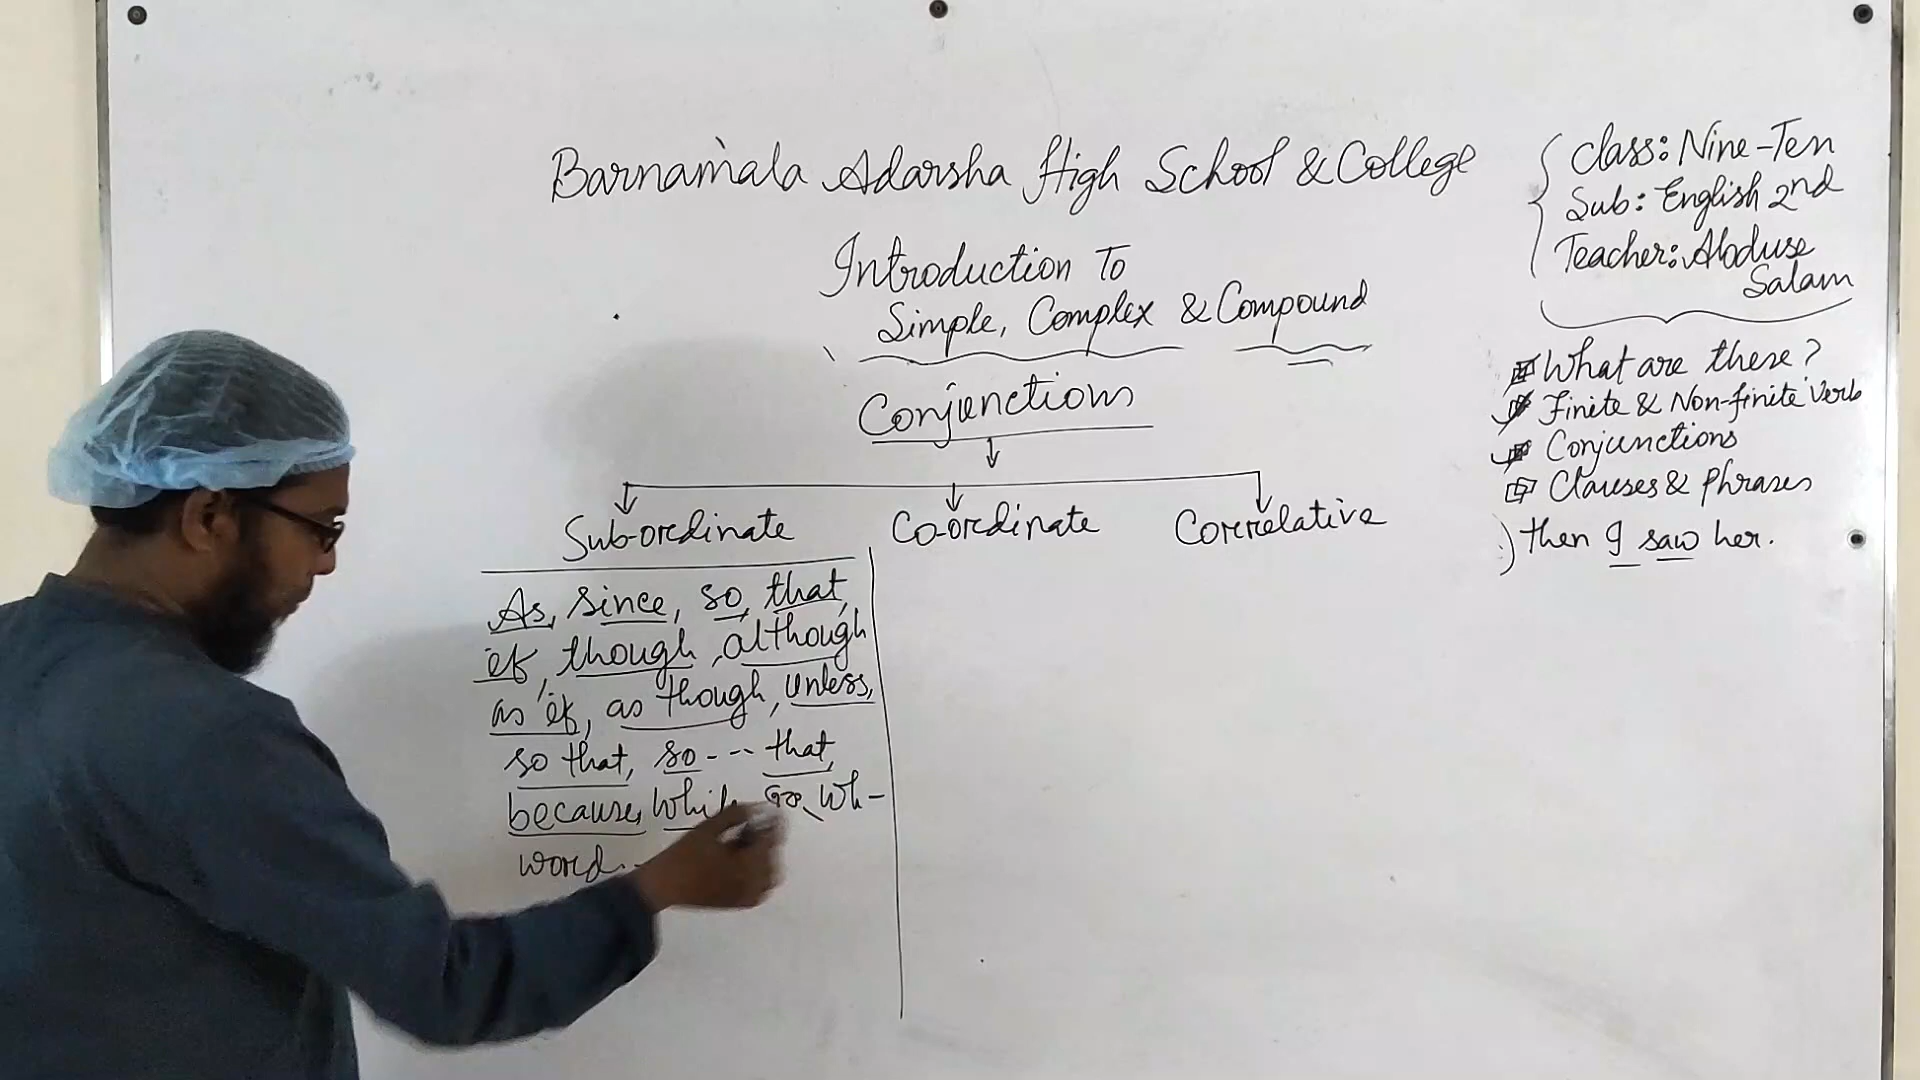 Barnamala Adarsha High School & College
Introduction To
Simple, Complex & Compound
Conjunctions
Sub-ordinate Co-ordinate Correlative
As, since, so, that,
if, though, although
as if, as though, unless,
so that, so---that,
because, Wh-
word..
Class: Nine-Ten
Sub: English 2nd
Teacher: Abduse
Salam
What are these?
Finite & Non-finite Verb
Conjunctions
Clauses & Phrases
then I saw her.